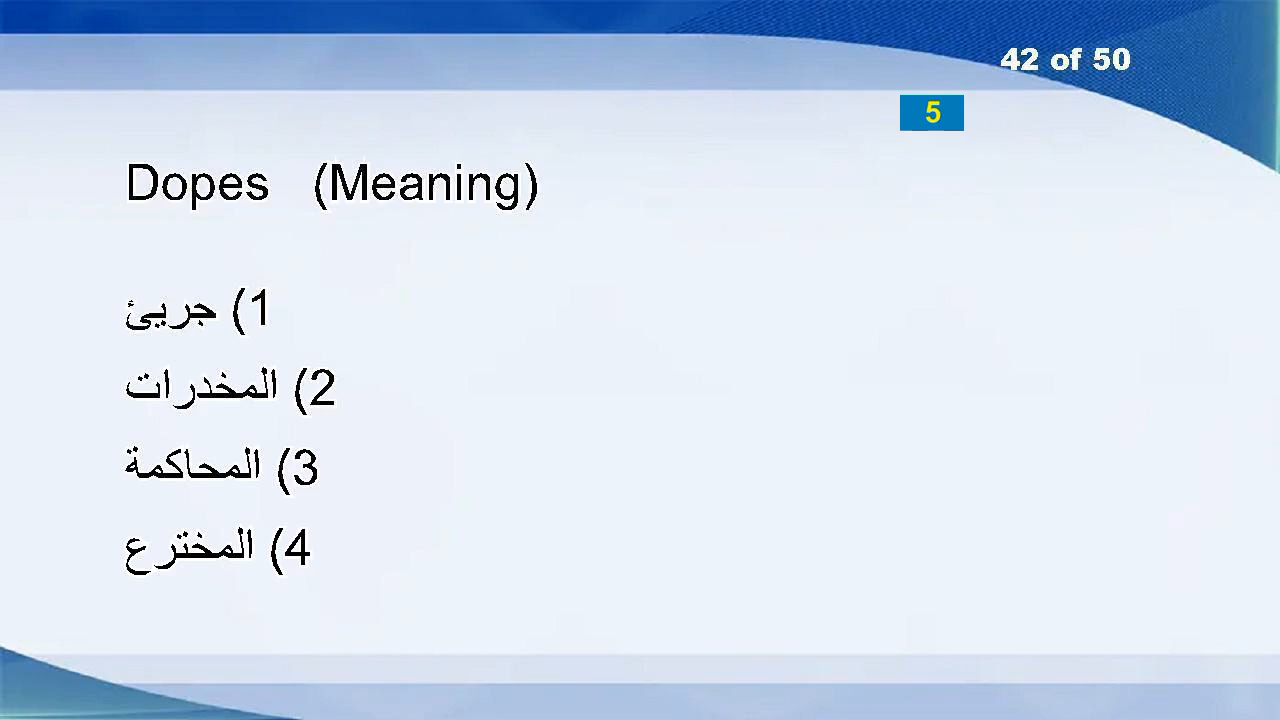 42 of 50
5
Dopes (Meaning)
1) جريئ
2) المخدرات
3) المحاكمة
4) المخترع